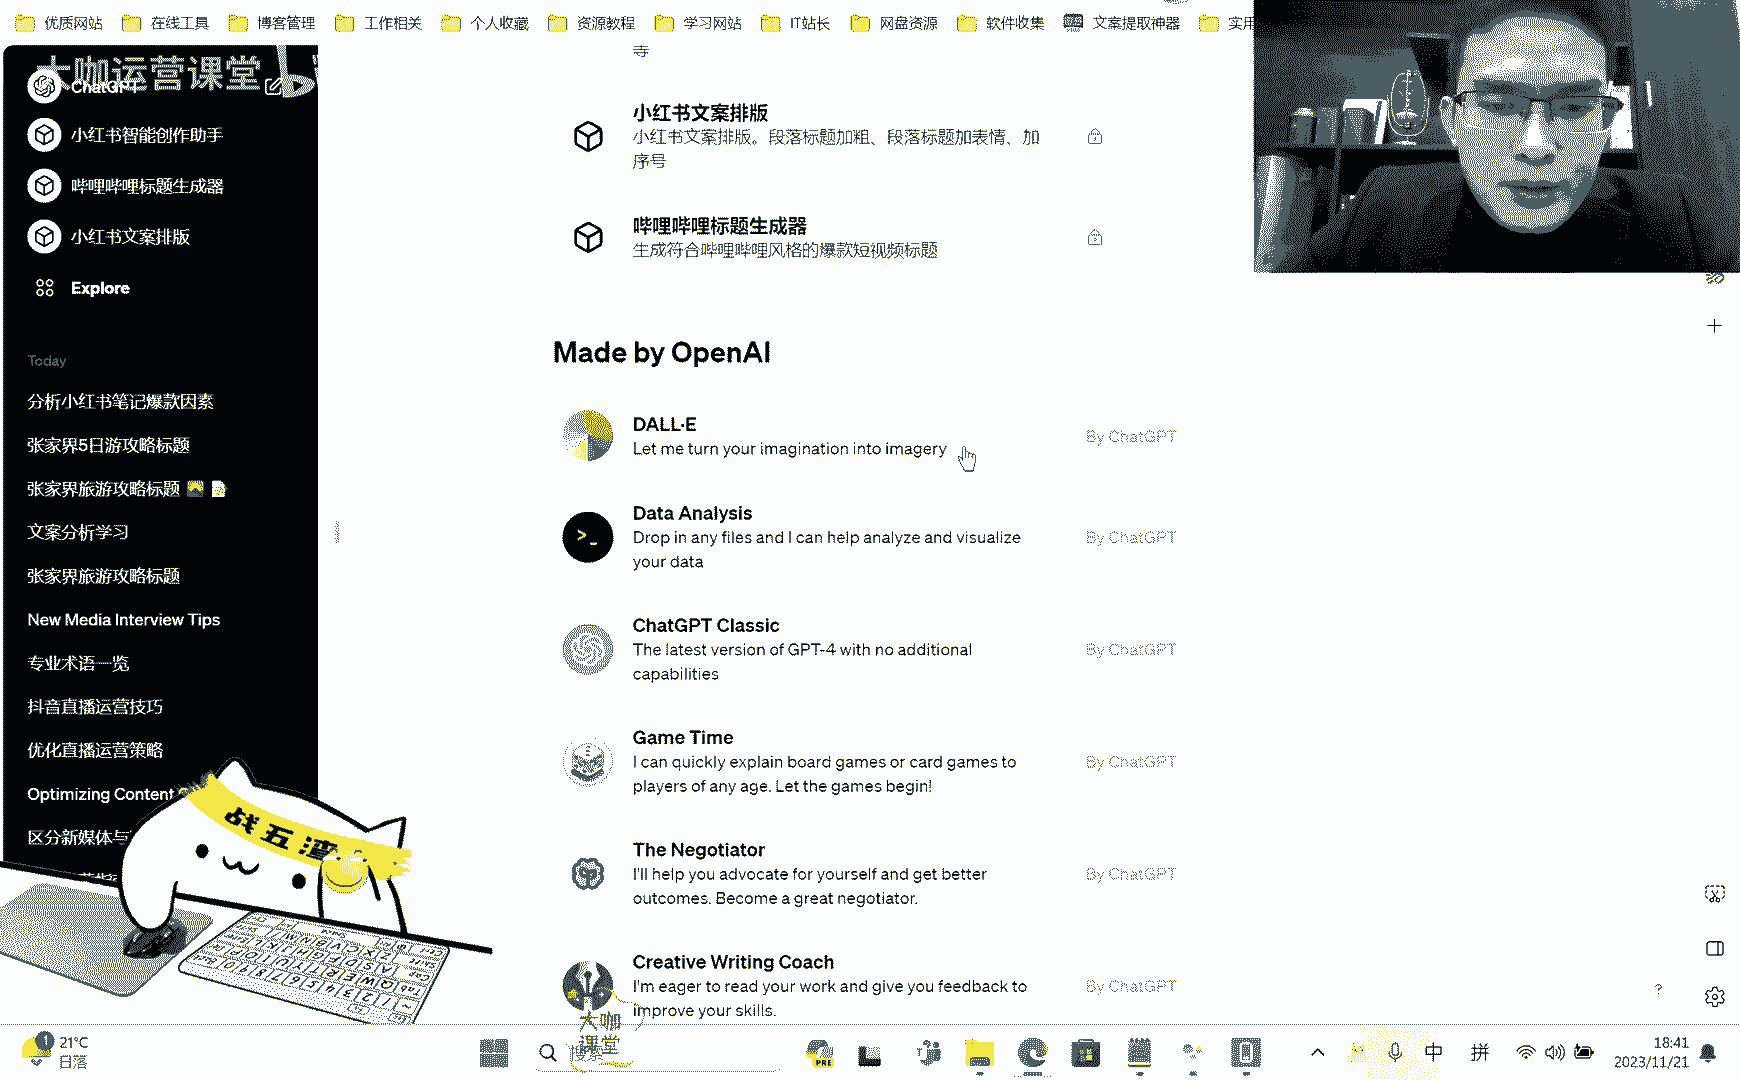 优质网站 在线工具 博客管理 工作相关 个人收藏 资源教程 学习网站 IT站长 网盘资源 软件收集 文案提取神器 实用
大咖运营课堂
ChatGPT
小红书智能创作助手
哔哩哔哩标题生成器
小红书文案排版
Explore
Today
分析小红书笔记爆款因素
张家界5日游攻略标题
张家界旅游攻略标题
文案分析学习
张家界旅游攻略标题
New Media Interview Tips
专业术语一览
抖音直播运营技巧
优化直播运营策略
Optimizing Content
区分新媒体与
小红书文案排版
小红书文案排版。段落标题加粗、段落标题加表情、加
序号
哔哩哔哩标题生成器
生成符合哔哩哔哩风格的爆款短视频标题
Made by OpenAI
DALL·E
Let me turn your imagination into imagery
By ChatGPT
Data Analysis
Drop in any files and I can help analyze and visualize
your data
By ChatGPT
ChatGPT Classic
The latest version of GPT-4 with no additional
capabilities
By ChatGPT
Game Time
I can quickly explain board games or card games to
players of any age. Let the games begin!
By ChatGPT
The Negotiator
I'll help you advocate for yourself and get better
outcomes. Become a great negotiator.
By ChatGPT
Creative Writing Coach
I'm eager to read your work and give you feedback to
improve your skills.
By ChatGPT
战五渣
大咖
课堂
?
1
21°C
日落
搜索
PRE
中
拼
18:41
2023/11/21